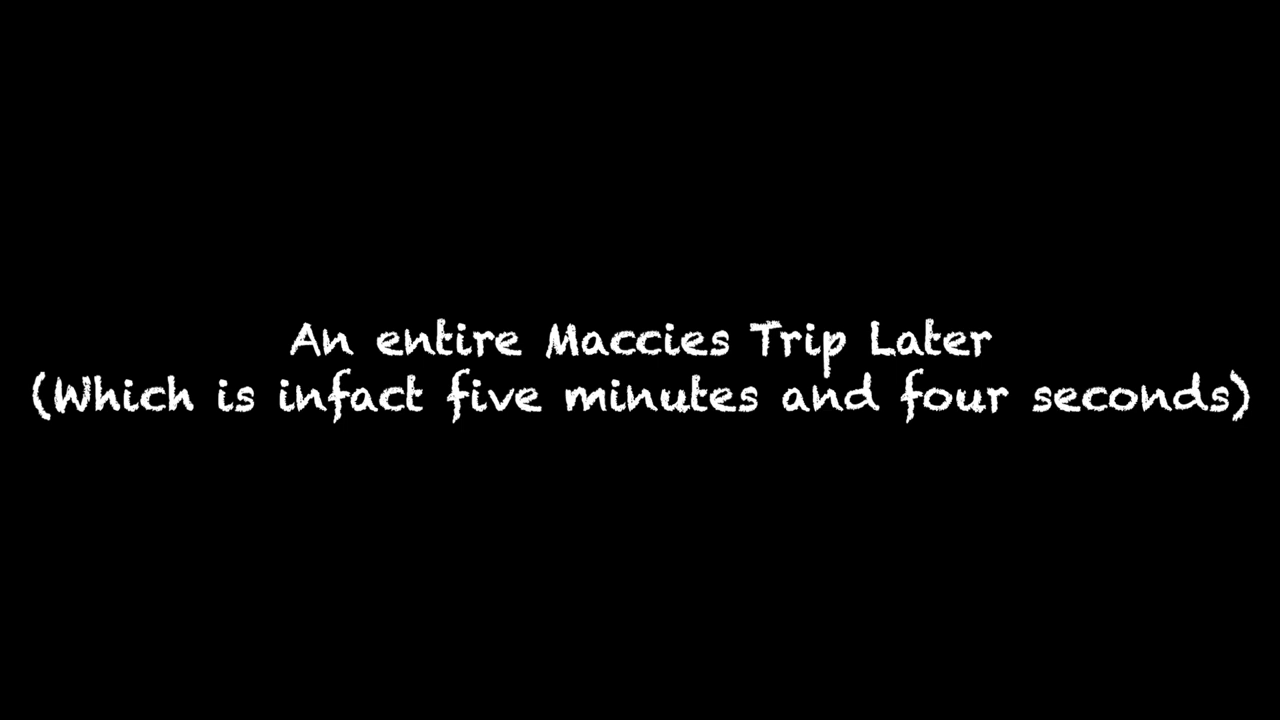 An entire Maccies Trip Later
(Which is infact five minutes and four seconds)